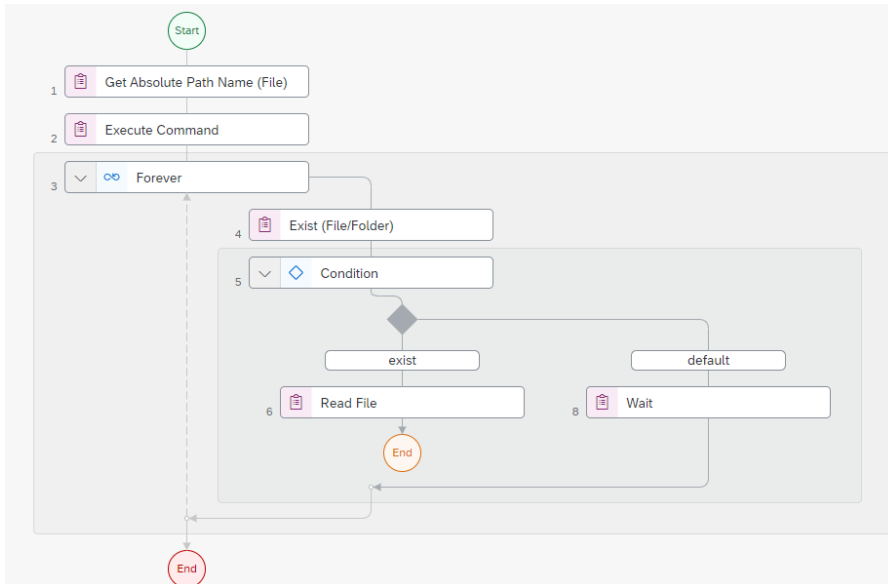 Start
1
Get Absolute Path Name (File)
2
Execute Command
3
Forever
4
Exist (File/Folder)
5
Condition
exist
default
6
Read File
8
Wait
End
End